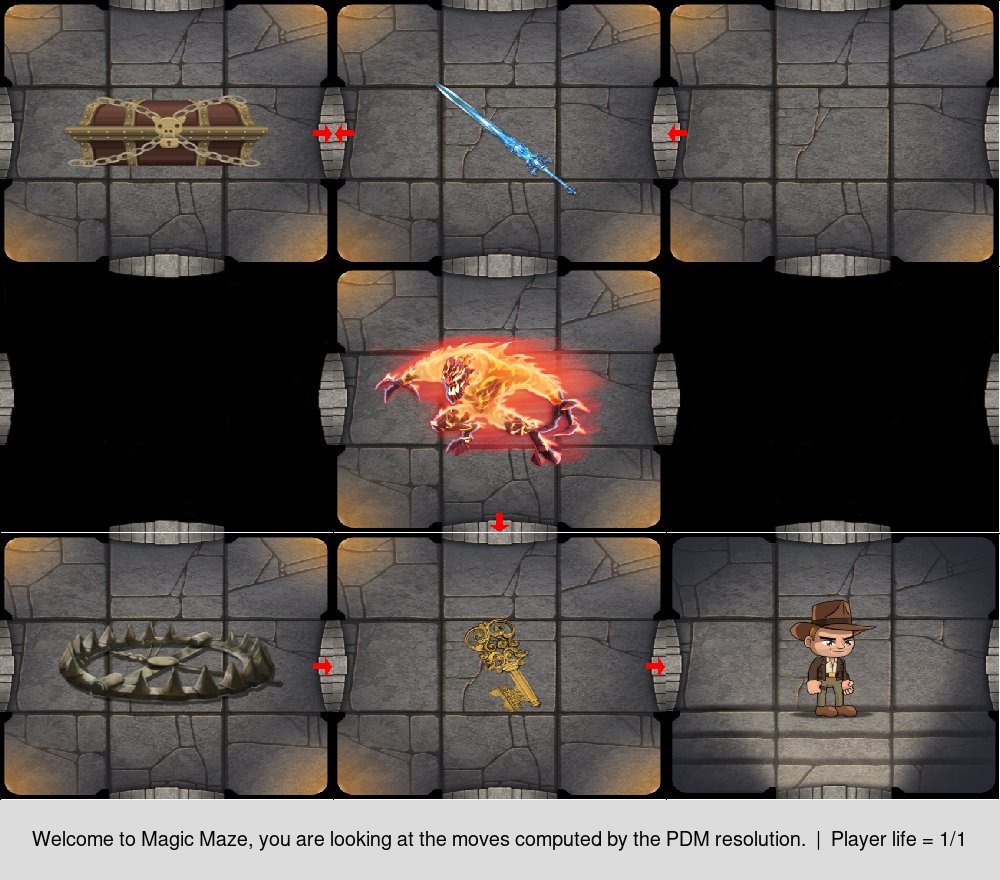 Welcome to Magic Maze, you are looking at the moves computed by the PDM resolution.  |  Player life = 1/1